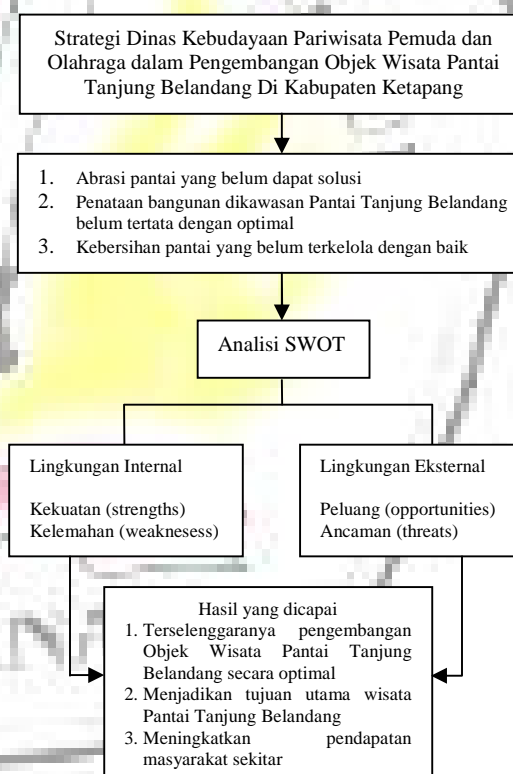 Strategi Dinas Kebudayaan Pariwisata Pemuda dan
Olahraga dalam Pengembangan Objek Wisata Pantai
Tanjung Belandang Di Kabupaten Ketapang
1. Abrasi pantai yang belum dapat solusi
2. Penataan bangunan dikawasan Pantai Tanjung Belandang
belum tertata dengan optimal
3. Kebersihan pantai yang belum terkelola dengan baik
Analisi SWOT
Lingkungan Internal
Kekuatan (strengths)
Kelemahan (weaknesess)
Lingkungan Eksternal
Peluang (opportunities)
Ancaman (threats)
Hasil yang dicapai
1. Terselenggaranya pengembangan
Objek Wisata Pantai Tanjung
Belandang secara optimal
2. Menjadikan tujuan utama wisata
Pantai Tanjung Belandang
3. Meningkatkan pendapatan
masyarakat sekitar